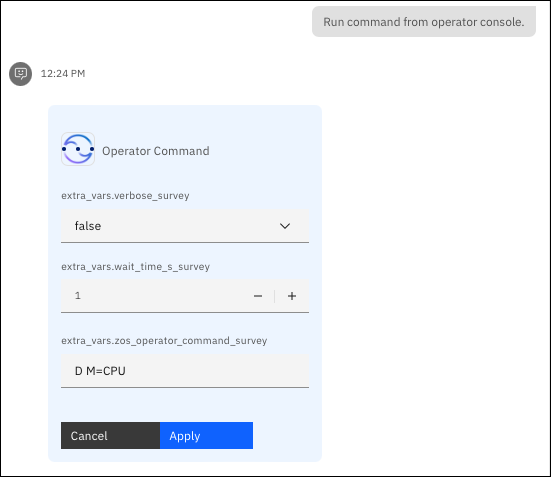 Run command from operator console.
12:24 PM
Operator Command
extra_vars.verbose_survey
false
extra_vars.wait_time_s_survey
1
extra_vars.zos_operator_command_survey
D M=CPU
Cancel Apply